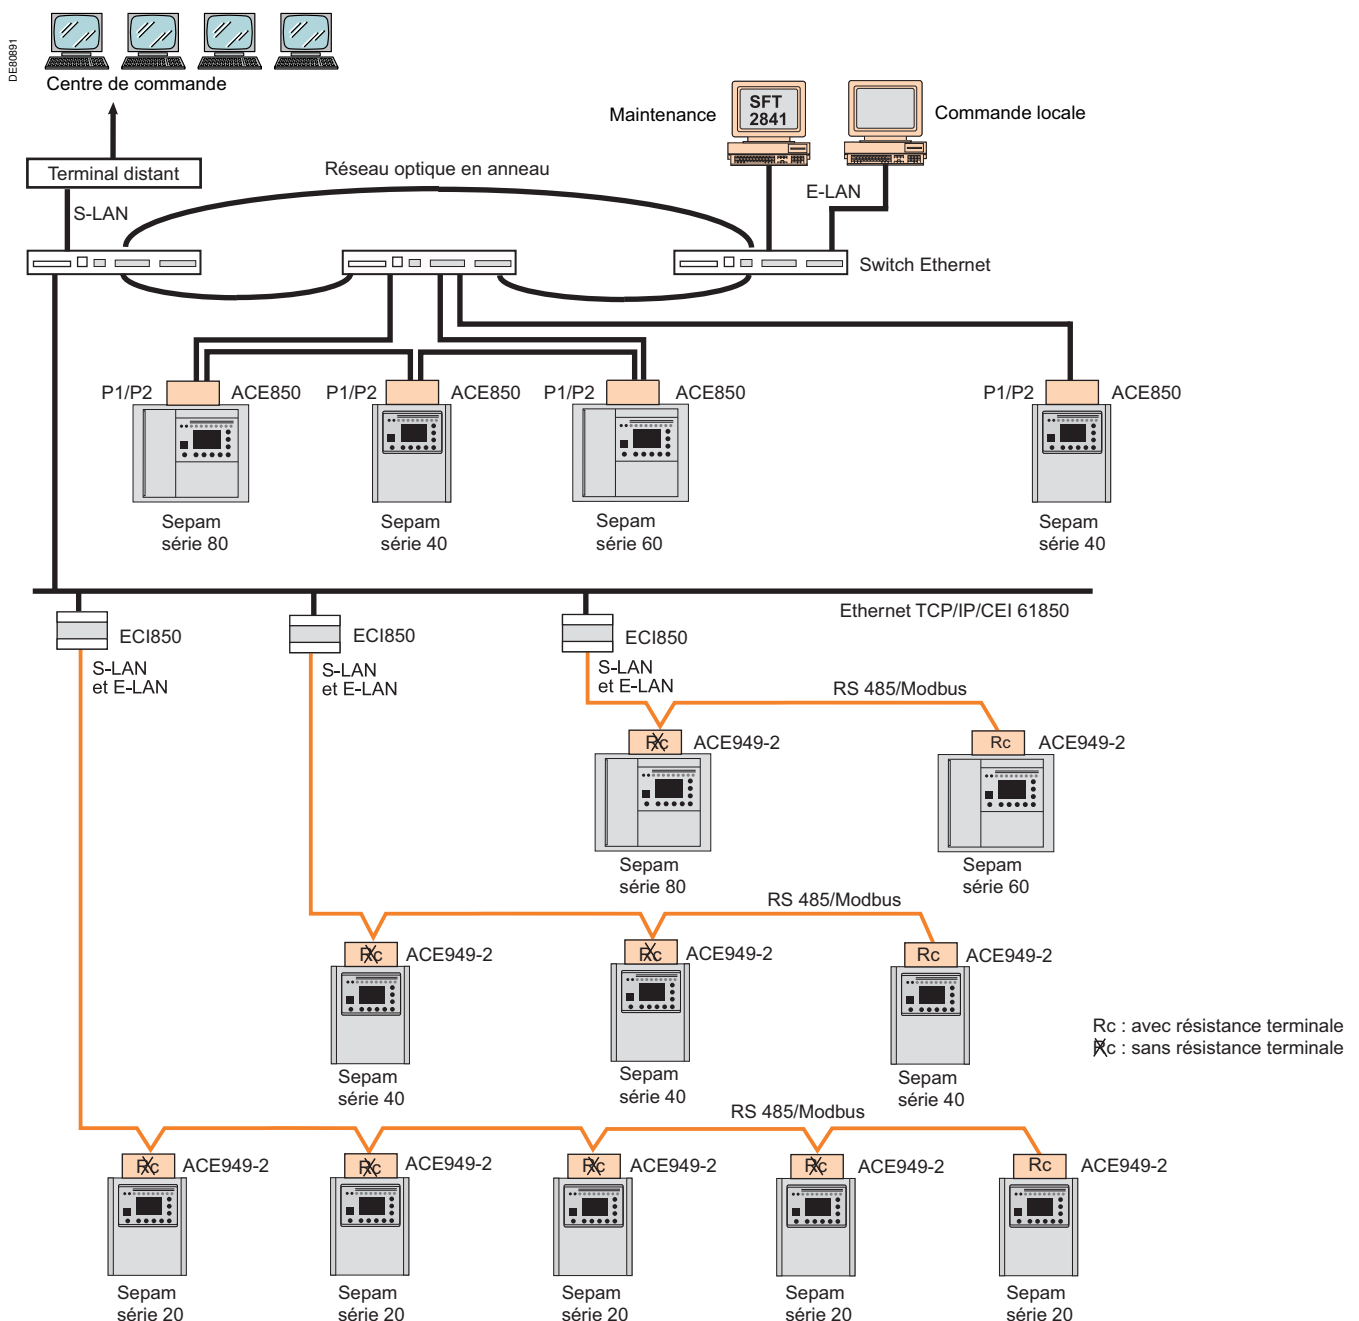 DE80891
Centre de commande
Maintenance
SFT
2841
Commande locale
Terminal distant
Réseau optique en anneau
S-LAN
E-LAN
Switch Ethernet
P1/P2
ACE850
P1/P2
ACE850
P1/P2
ACE850
P1/P2
ACE850
Sepam
série 80
Sepam
série 40
Sepam
série 60
Sepam
série 40
Ethernet TCP/IP/CEI 61850
ECI850
ECI850
ECI850
S-LAN
et E-LAN
S-LAN
et E-LAN
S-LAN
et E-LAN
RS 485/Modbus
Rc
ACE949-2
Rc
ACE949-2
Sepam
série 80
Sepam
série 60
RS 485/Modbus
Rc
ACE949-2
Rc
ACE949-2
Rc
ACE949-2
Sepam
série 40
Sepam
série 40
Sepam
série 40
Rc : avec résistance terminale
Rc : sans résistance terminale
RS 485/Modbus
Rc
ACE949-2
Rc
ACE949-2
Rc
ACE949-2
Rc
ACE949-2
Rc
ACE949-2
Sepam
série 20
Sepam
série 20
Sepam
série 20
Sepam
série 20
Sepam
série 20